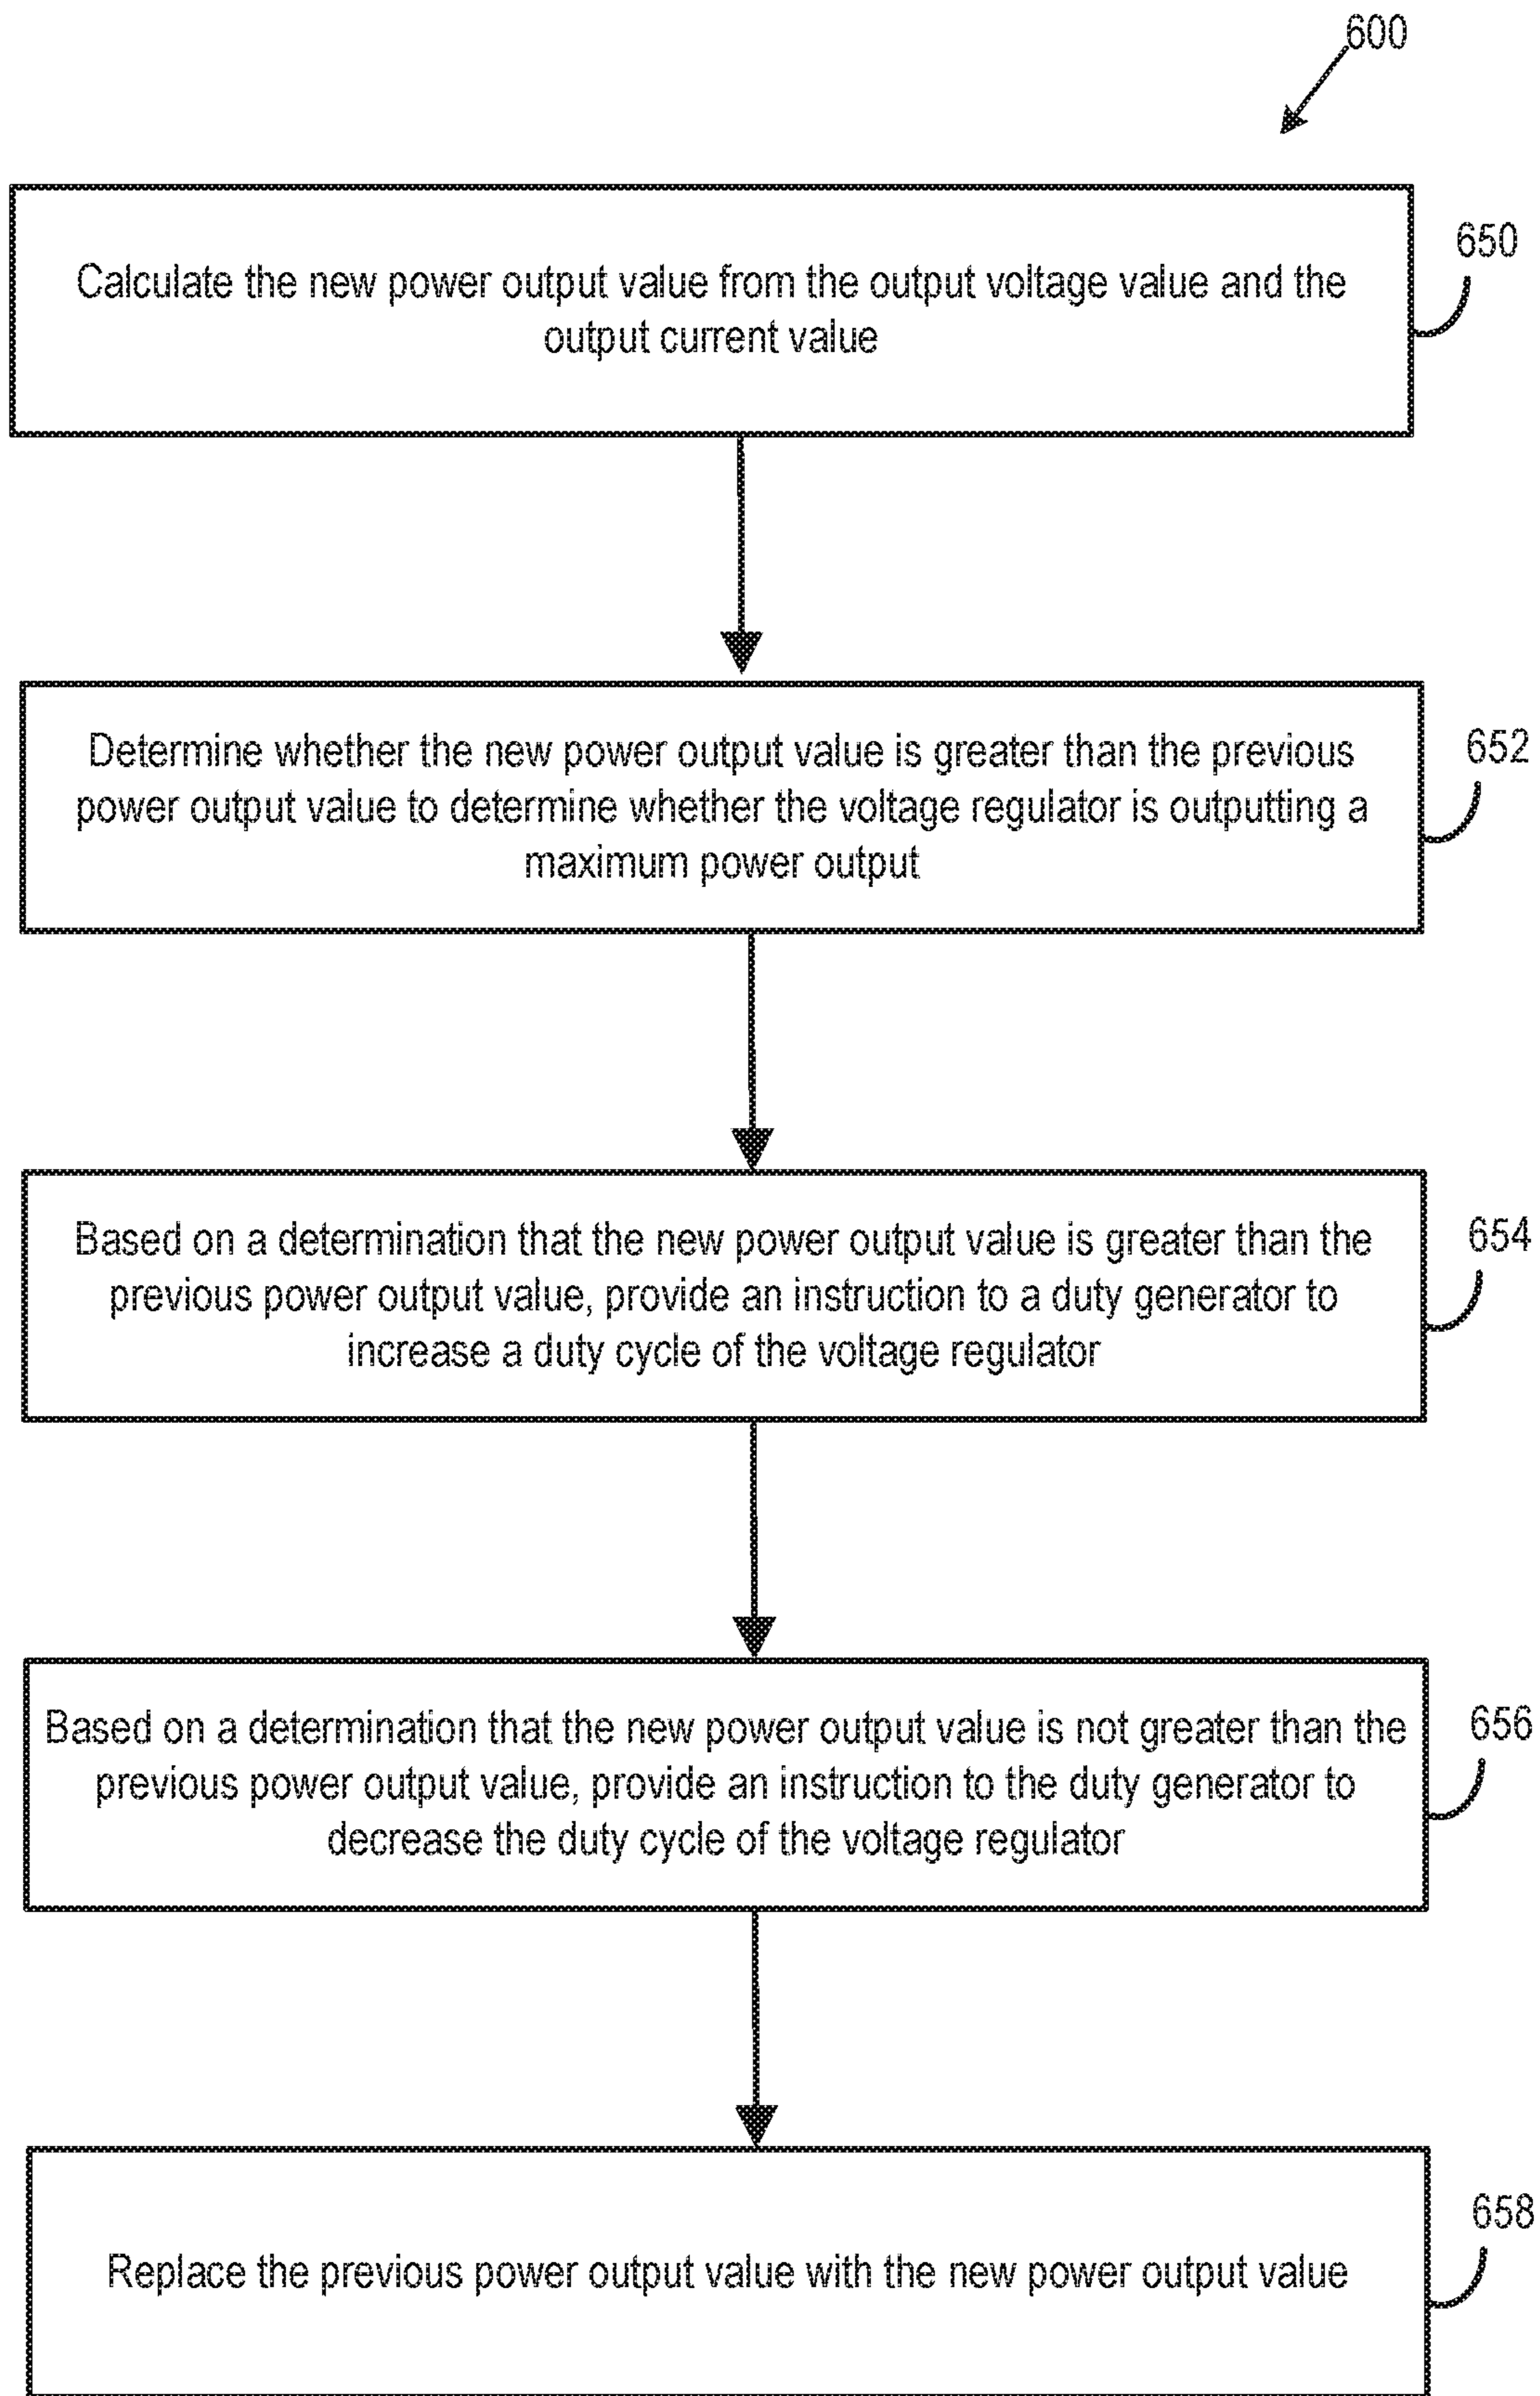 600
Calculate the new power output value from the output voltage value and the
output current value
650
Determine whether the new power output value is greater than the previous
power output value to determine whether the voltage regulator is outputting a
maximum power output
652
Based on a determination that the new power output value is greater than the
previous power output value, provide an instruction to a duty generator to
increase a duty cycle of the voltage regulator
654
Based on a determination that the new power output value is not greater than the
previous power output value, provide an instruction to the duty generator to
decrease the duty cycle of the voltage regulator
656
Replace the previous power output value with the new power output value
658